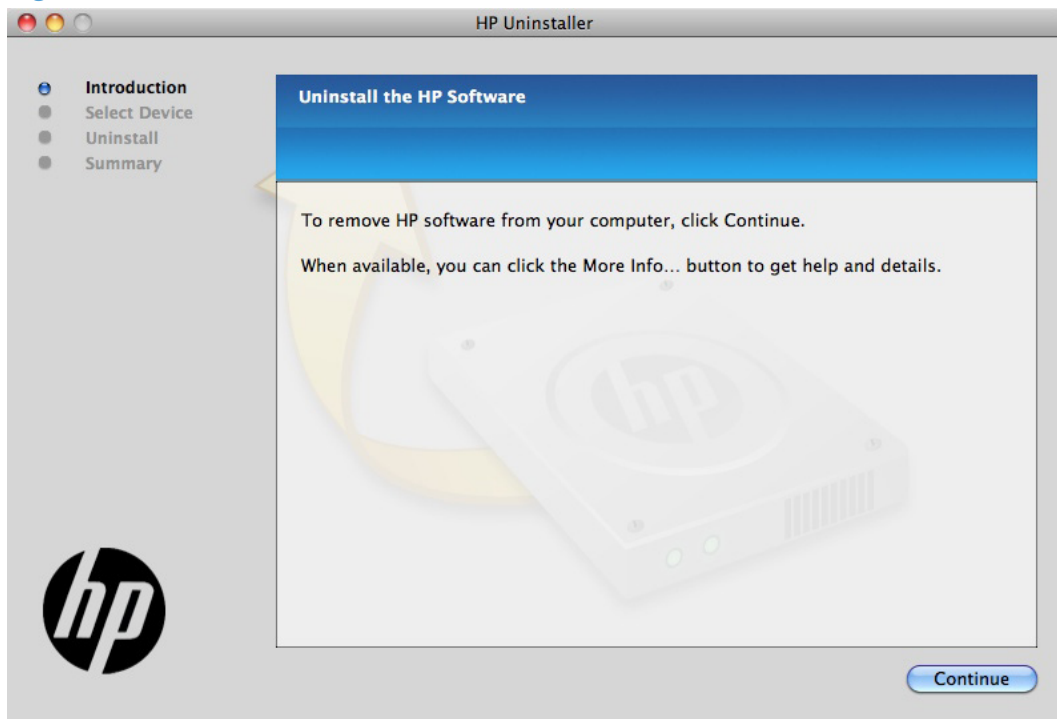 HP Uninstaller
Introduction
Select Device
Uninstall
Summary
Uninstall the HP Software
To remove HP software from your computer, click Continue.
When available, you can click the More Info... button to get help and details.
hp
hp
Continue